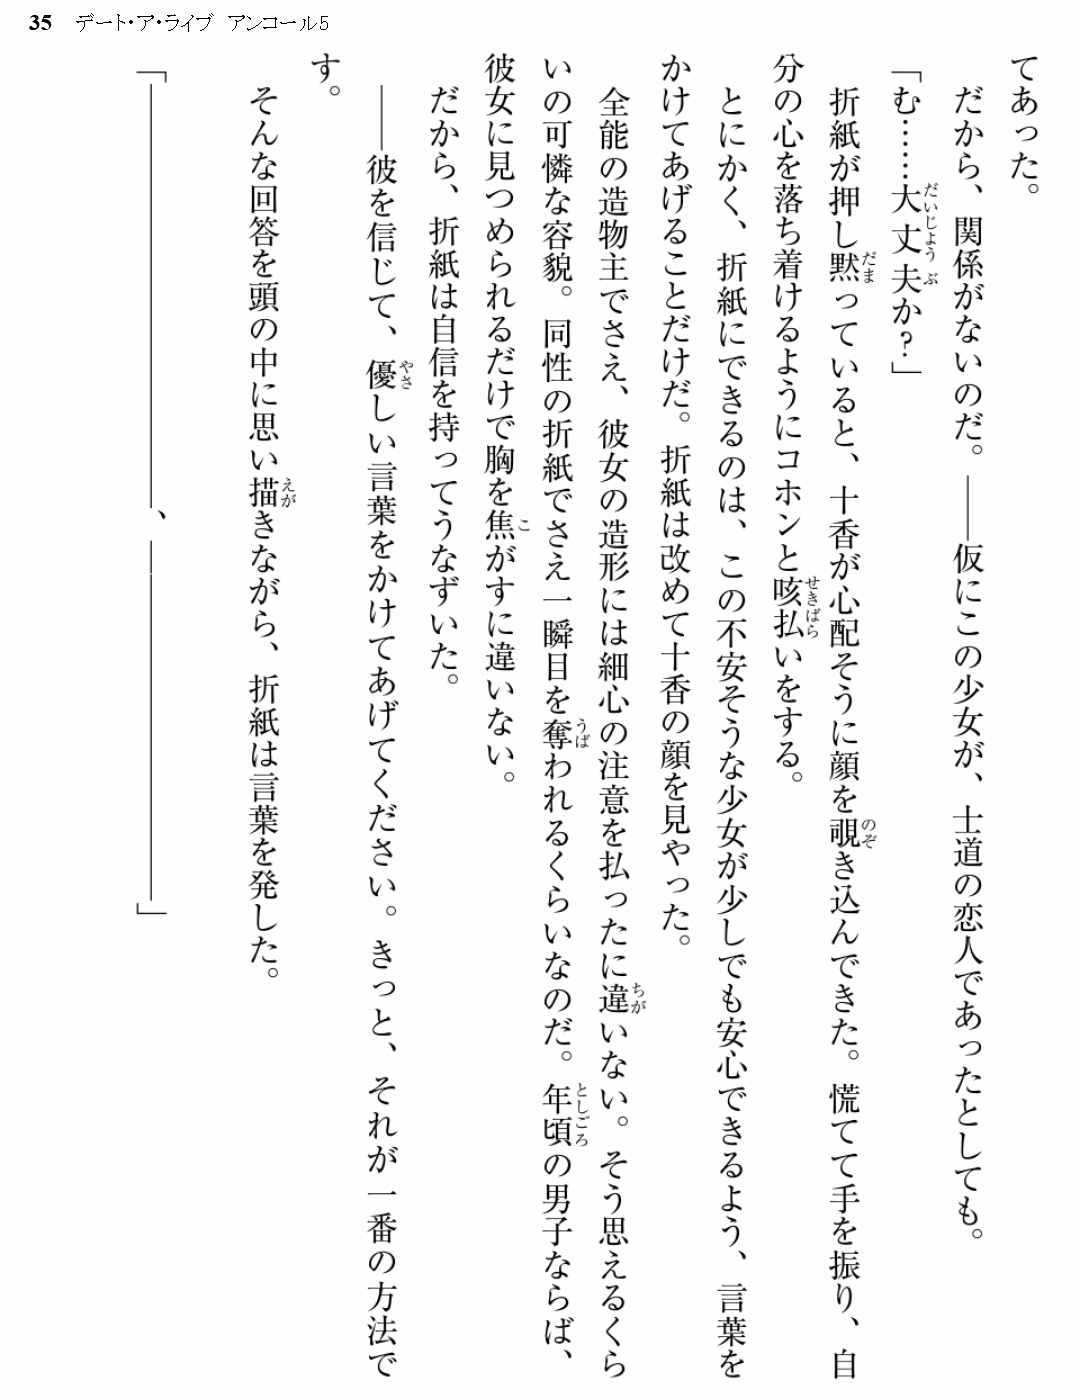 35 デート・ア・ライブ アンコール5
てあった。
だから、関係がないのだ。――仮にこの少女が、士道の恋人であったとしても。
「む……大丈夫か？」
折紙が押し黙っていると、十香が心配そうに顔を覗き込んできた。慌てて手を振り、自
分の心を落ち着けるようにコホンと咳払いをする。
とにかく、折紙にできるのは、この不安そうな少女が少しでも安心できるよう、言葉を
かけてあげることだけだ。折紙は改めて十香の顔を見やった。
全能の造物主でさえ、彼女の造形には細心の注意を払ったに違いない。そう思えるくら
いの可憐な容貌。同性の折紙でさえ一瞬目を奪われるくらいなのだ。年頃の男子ならば、
彼女に見つめられるだけで胸を焦がすに違いない。
だから、折紙は自信を持ってうなずいた。
――彼を信じて、優しい言葉をかけてあげてください。きっと、それが一番の方法で
す。
そんな回答を頭の中に思い描きながら、折紙は言葉を発した。
「―――――――――――――、―――――――――――」